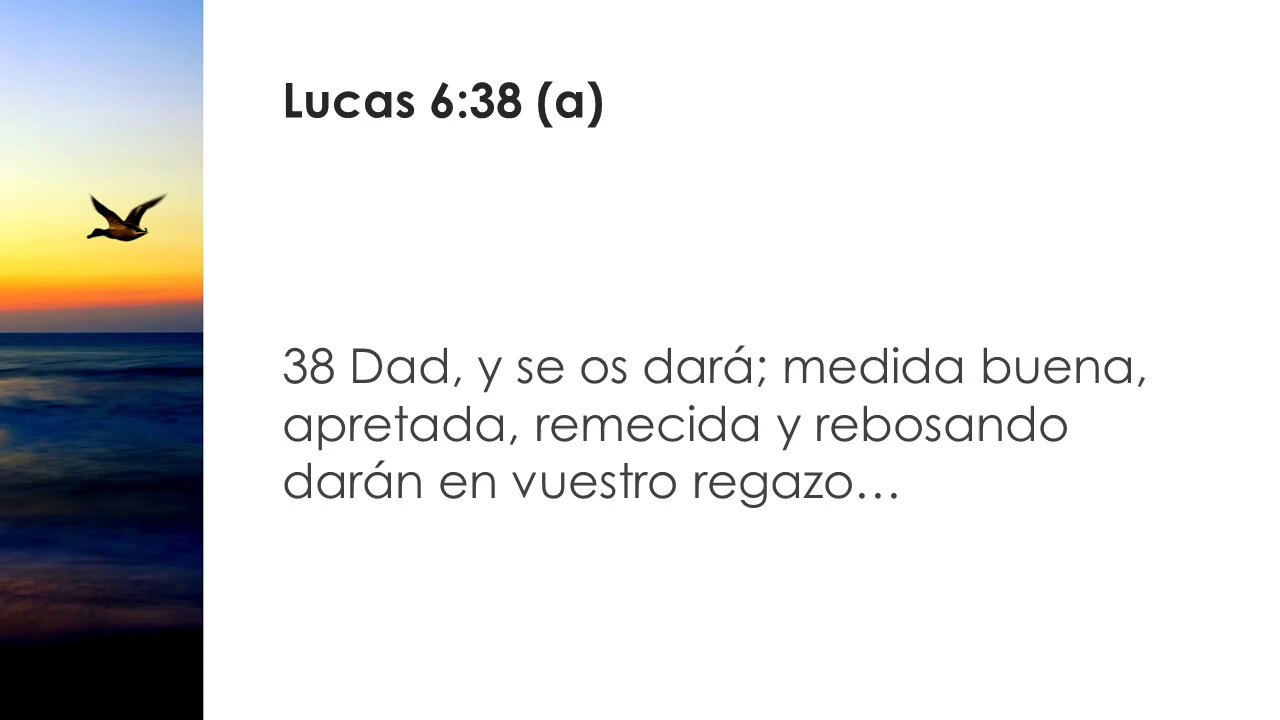 Lucas 6:38 (a)
38 Dad, y se os dará; medida buena,
apretada, remecida y rebosando
darán en vuestro regazo…